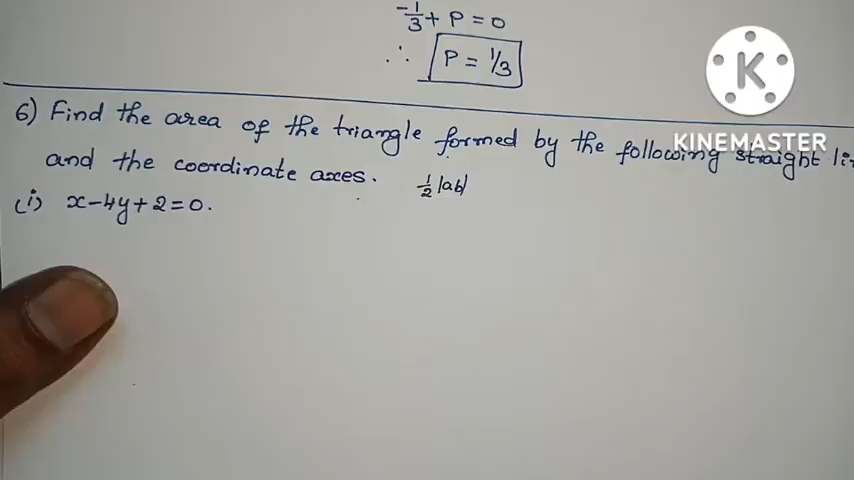 -1/3 + P = 0
∴ P = 1/3
K
KINEMASTER
6) Find the area of the triangle formed by the following straight
and the coordinate axes. 1/2 |ab|
(i) x-4y+2=0.